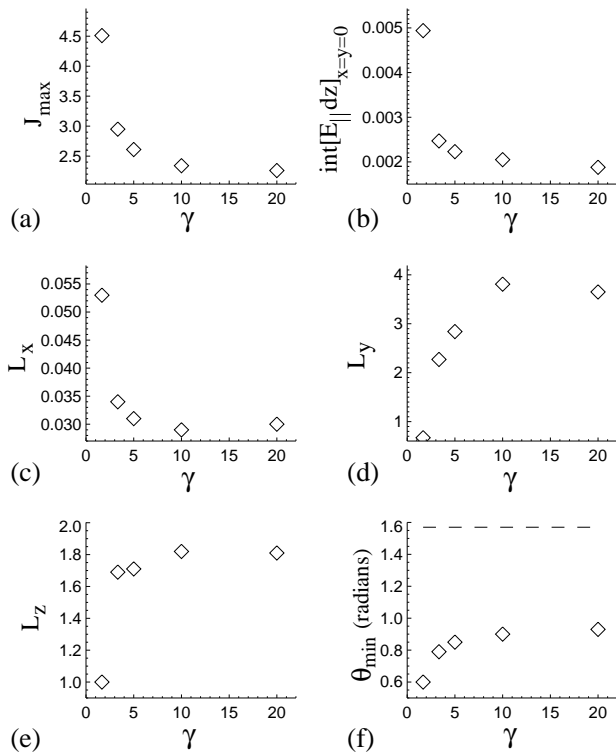 4.5
4.0
3.5
3.0
2.5
J_max
0 5 10 15 20
γ
(a)
0.005
0.004
0.003
0.002
int[E_||dz]_x=y=0
0 5 10 15 20
γ
(b)
0.055
0.050
0.045
0.040
0.035
0.030
L_x
0 5 10 15 20
γ
(c)
4
3
2
1
L_y
0 5 10 15 20
γ
(d)
2.0
1.8
1.6
1.4
1.2
1.0
L_z
0 5 10 15 20
γ
(e)
1.6
1.4
1.2
1.0
0.8
0.6
θ_min (radians)
0 5 10 15 20
γ
(f)